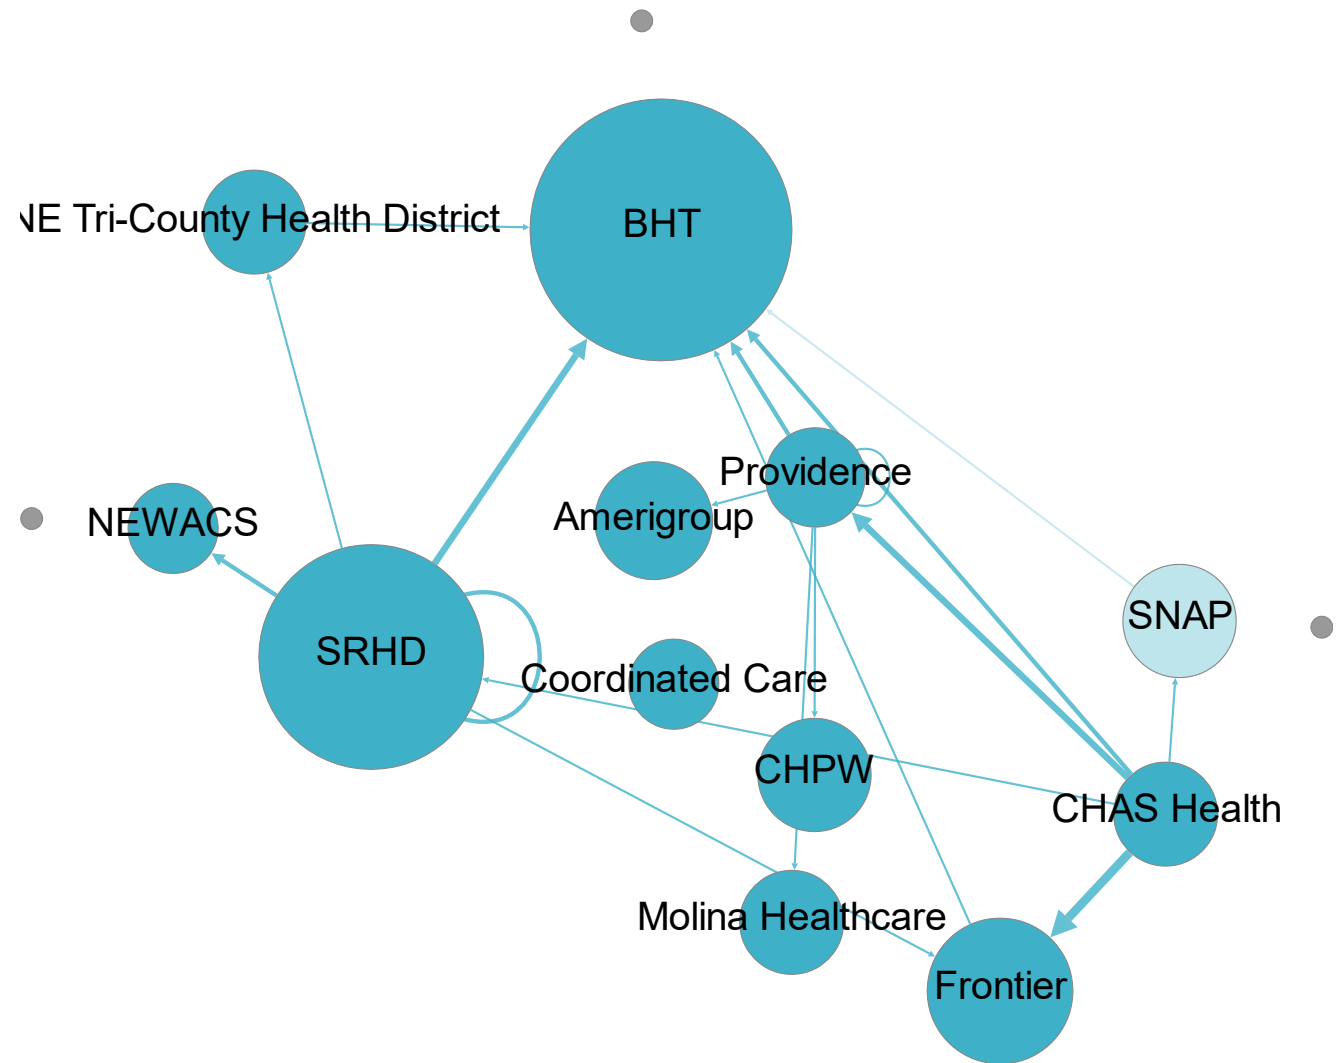 NE Tri-County Health District
BHT
Providence
Amerigroup
NEWACS
SNAP
SRHD
Coordinated Care
CHPW
CHAS Health
Molina Healthcare
Frontier